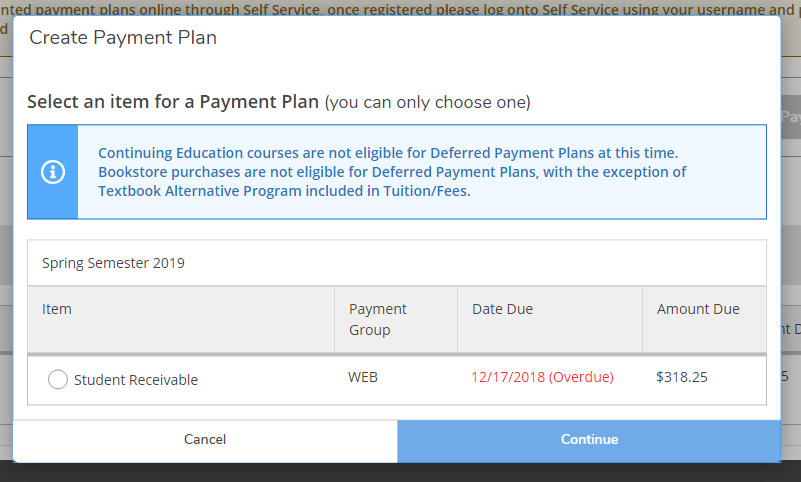 nted payment plans online through Self Service, once registered please log onto Self Service using your username and p
d
Create Payment Plan
Select an item for a Payment Plan (you can only choose one)
Pay
Continuing Education courses are not eligible for Deferred Payment Plans at this time.
Bookstore purchases are not eligible for Deferred Payment Plans, with the exception of
Textbook Alternative Program included in Tuition/Fees.
Spring Semester 2019
Item Payment Group Date Due Amount Due
nt D
Student Receivable WEB 12/17/2018 (Overdue) $318.25
5
Cancel Continue